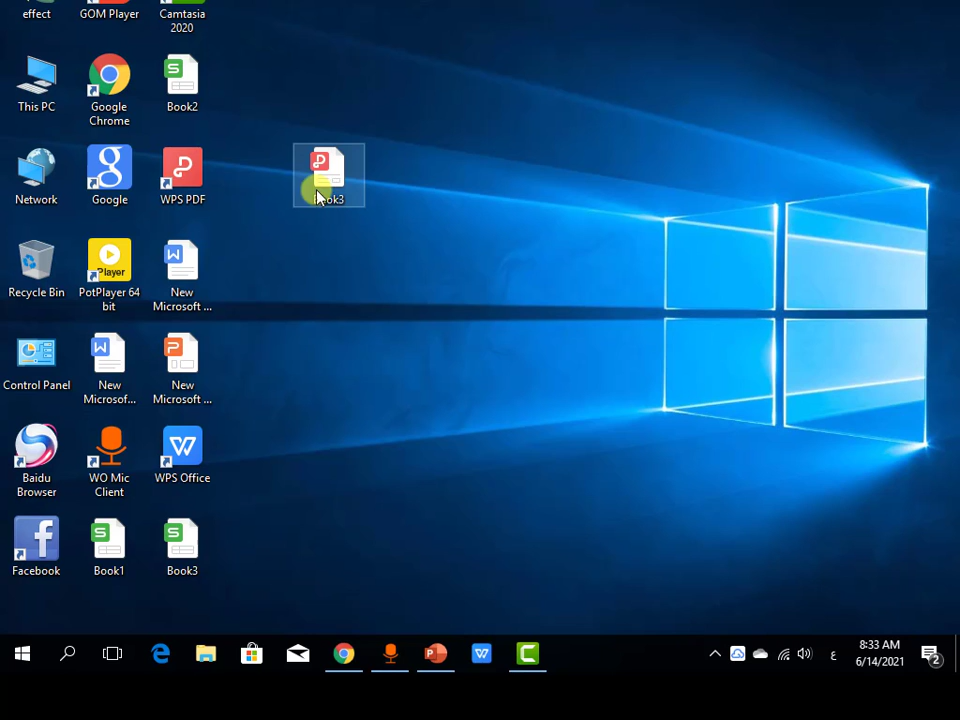 effect
GOM Player
Camtasia
2020
This PC
Google
Chrome
Book2
Network
Google
WPS PDF
Recycle Bin
Player
PotPlayer 64
bit
New
Microsoft ...
Control Panel
New
Microsof...
New
Microsoft ...
Baidu
Browser
WO Mic
Client
WPS Office
Facebook
Book1
Book3
8:33 AM
6/14/2021
ع
2